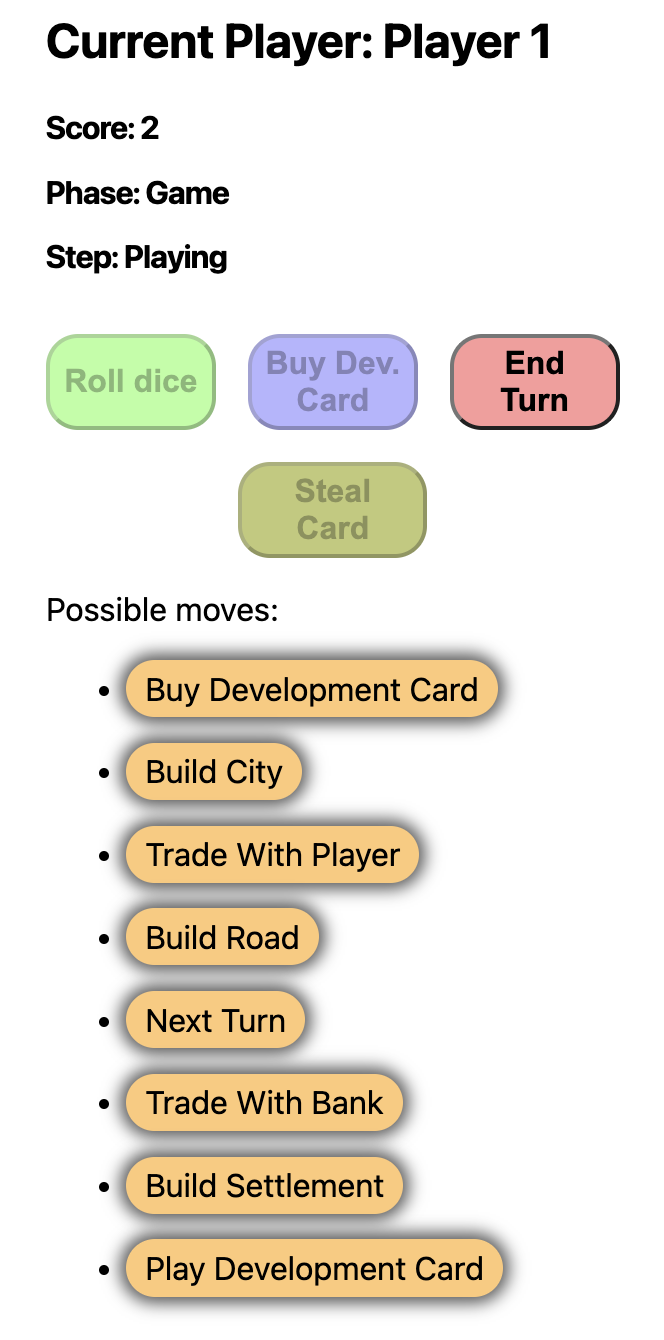 Current Player: Player 1
Score: 2
Phase: Game
Step: Playing
Roll dice
Buy Dev.
Card
End
Turn
Steal
Card
Possible moves:
Buy Development Card
Build City
Trade With Player
Build Road
Next Turn
Trade With Bank
Build Settlement
Play Development Card